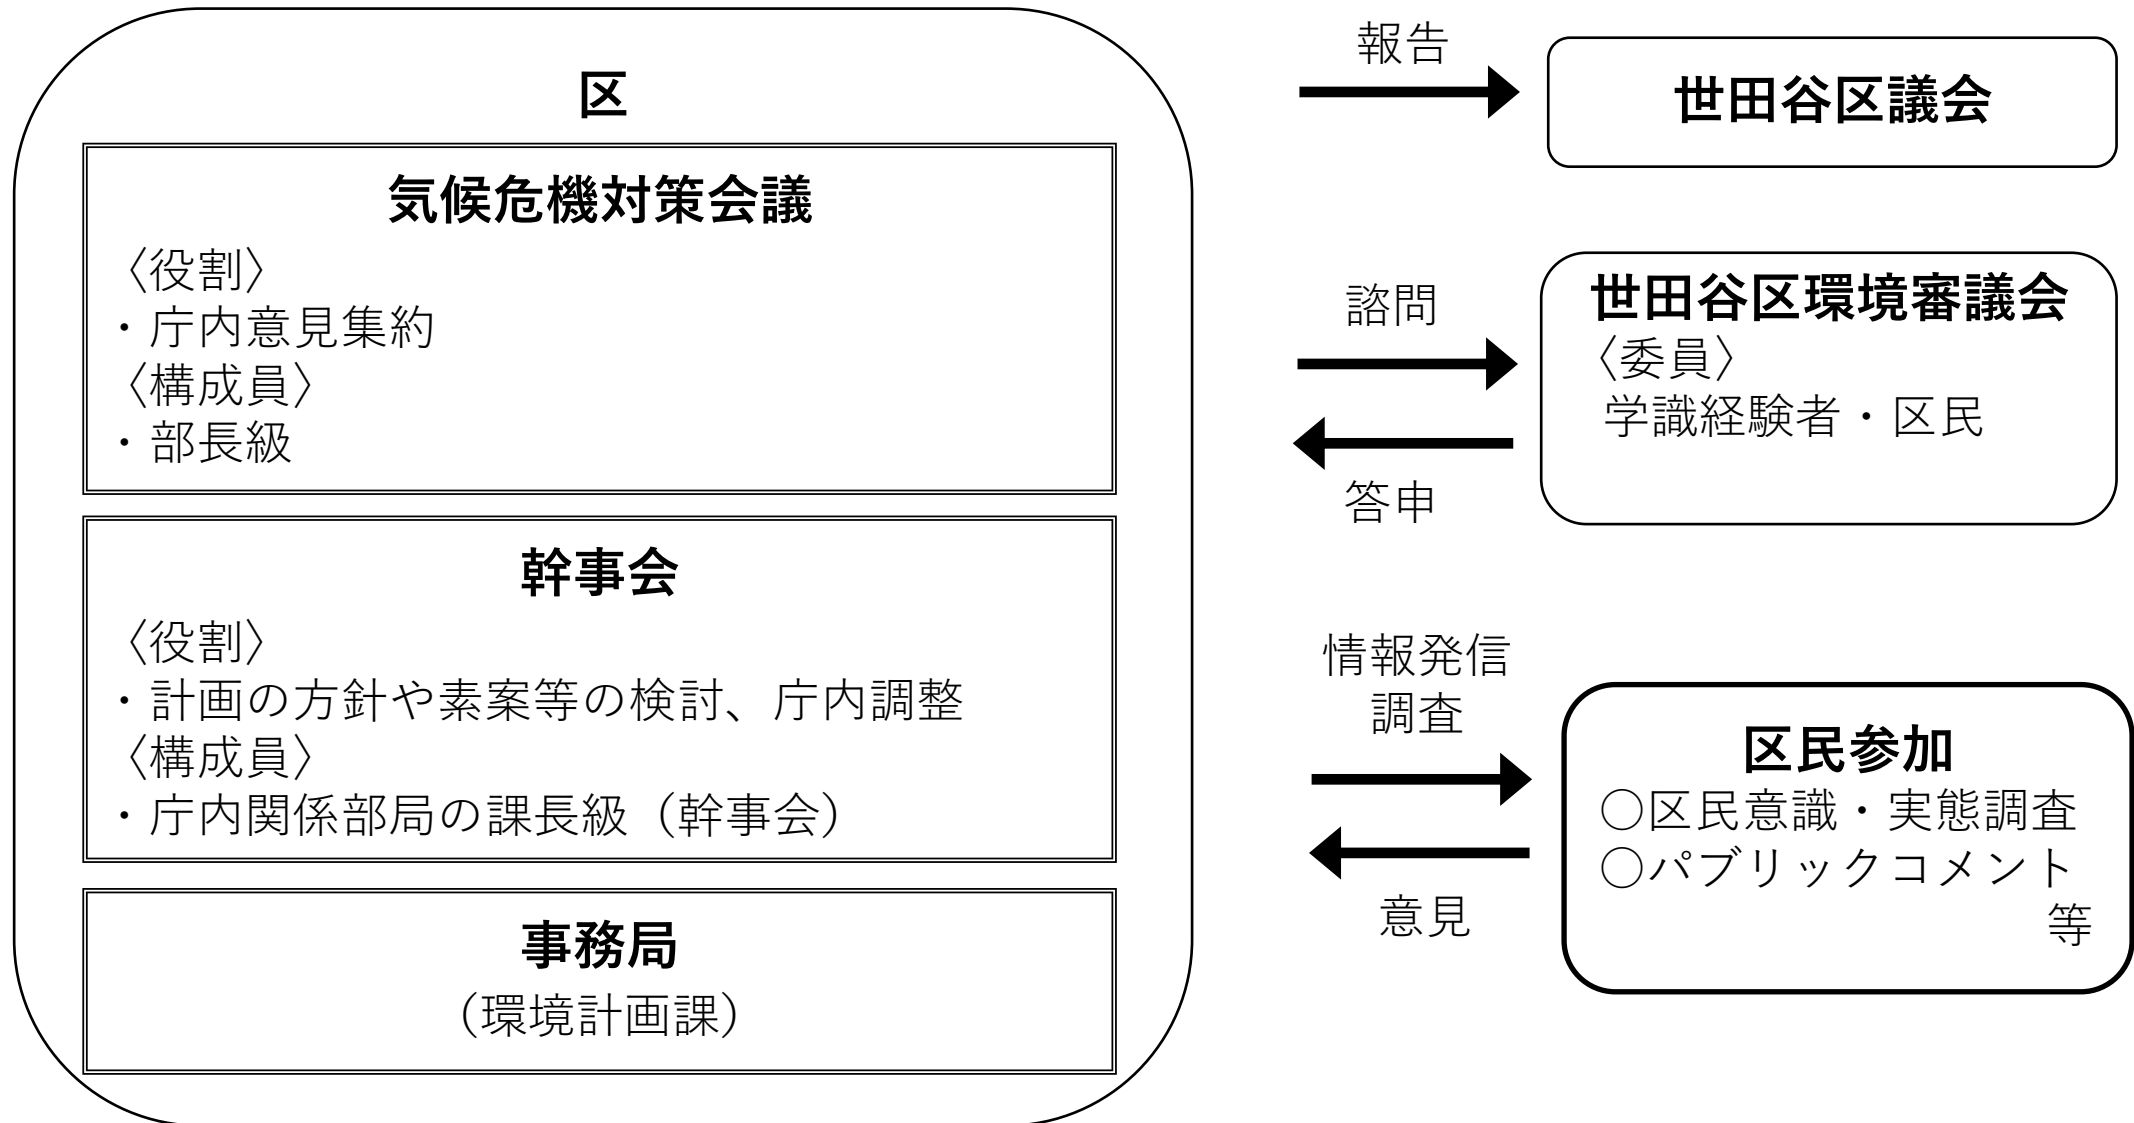 区
気候危機対策会議
〈役割〉
・庁内意見集約
〈構成員〉
・部長級
幹事会
〈役割〉
・計画の方針や素案等の検討、庁内調整
〈構成員〉
・庁内関係部局の課長級（幹事会）
事務局
（環境計画課）
報告
世田谷区議会
諮問
答申
世田谷区環境審議会
〈委員〉
学識経験者・区民
情報発信
調査
意見
区民参加
○区民意識・実態調査
○パブリックコメント
等